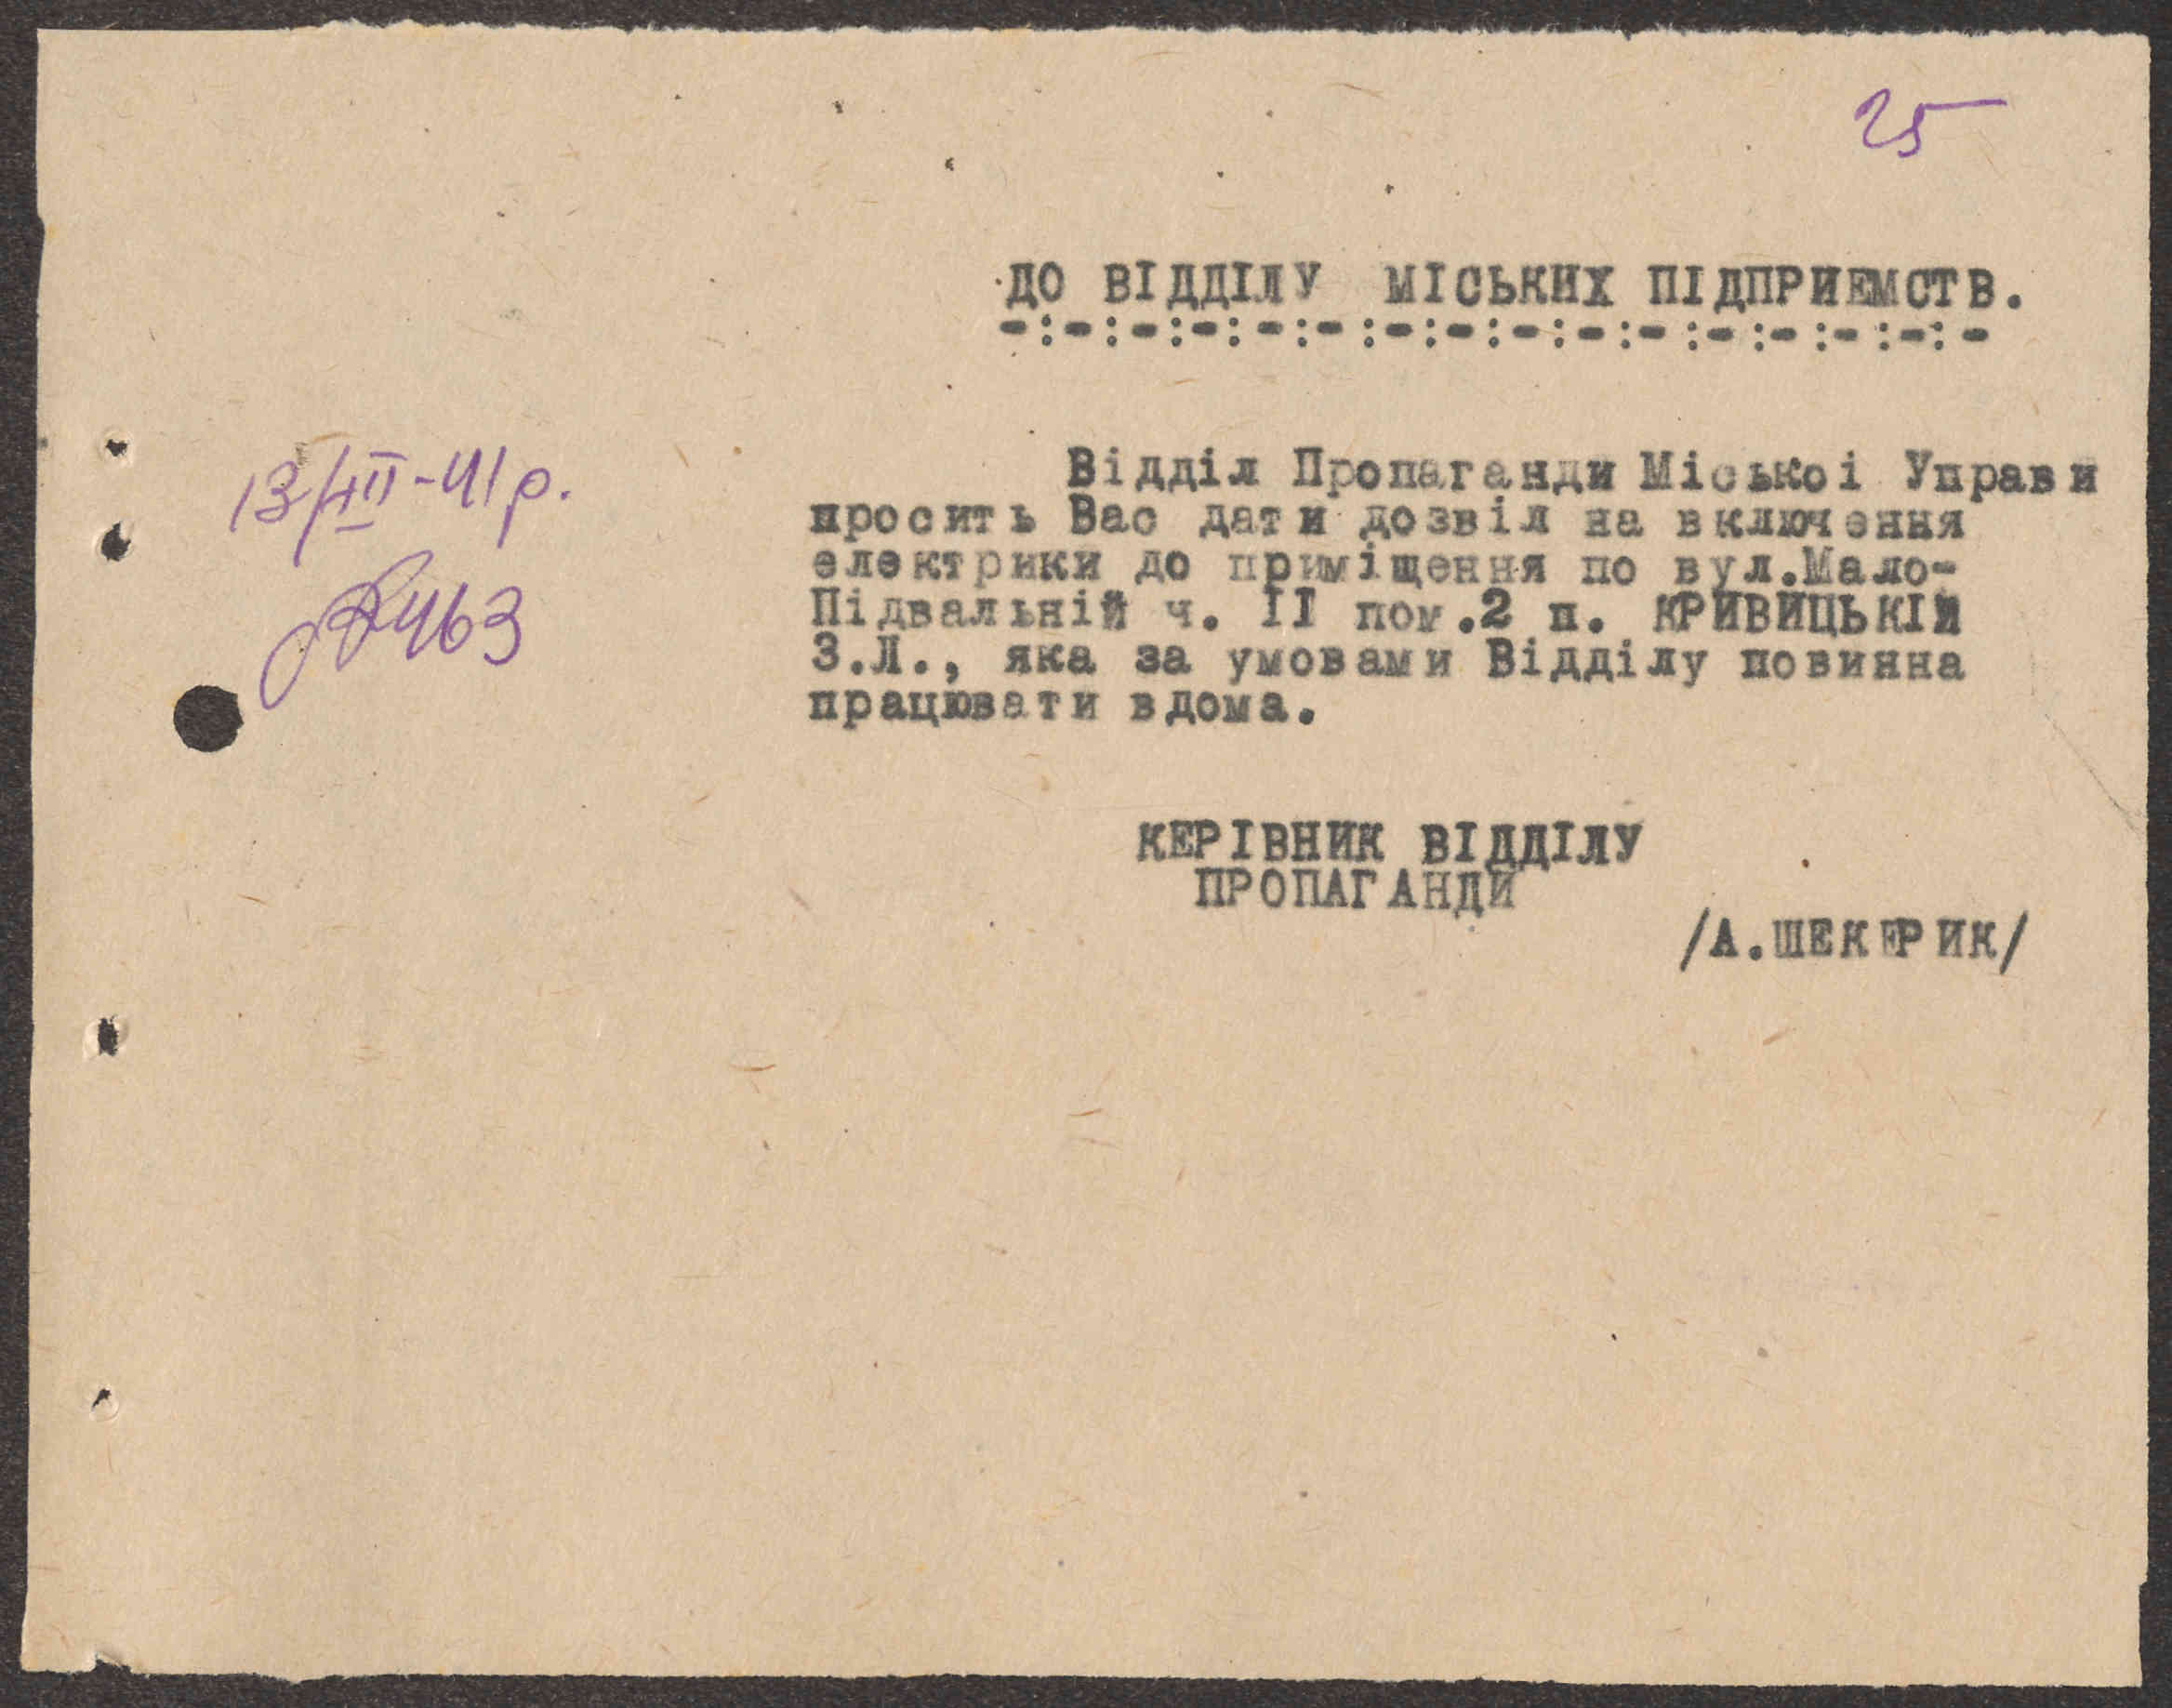 25
ДО ВІДДІЛУ МІСЬКИХ ПІДПРИЕМСТВ.
-:-:-:-:-:-:-:-:-:-:-:-:-:-:-:-
Відділ Пропаганди Міської Управи
13/XII-41 р.
просить Вас дати дозвіл на включення
електрики до приміщення по вул.Мало-
Підвальній ч. II пом.2 п. КРИВИЦЬКІЙ
№463
З.Л., яка за умовами Відділу повинна
працювати вдома.
КЕРІВНИК ВІДДІЛУ
ПРОПАГАНДИ
/А.ШЕКЕРИК/